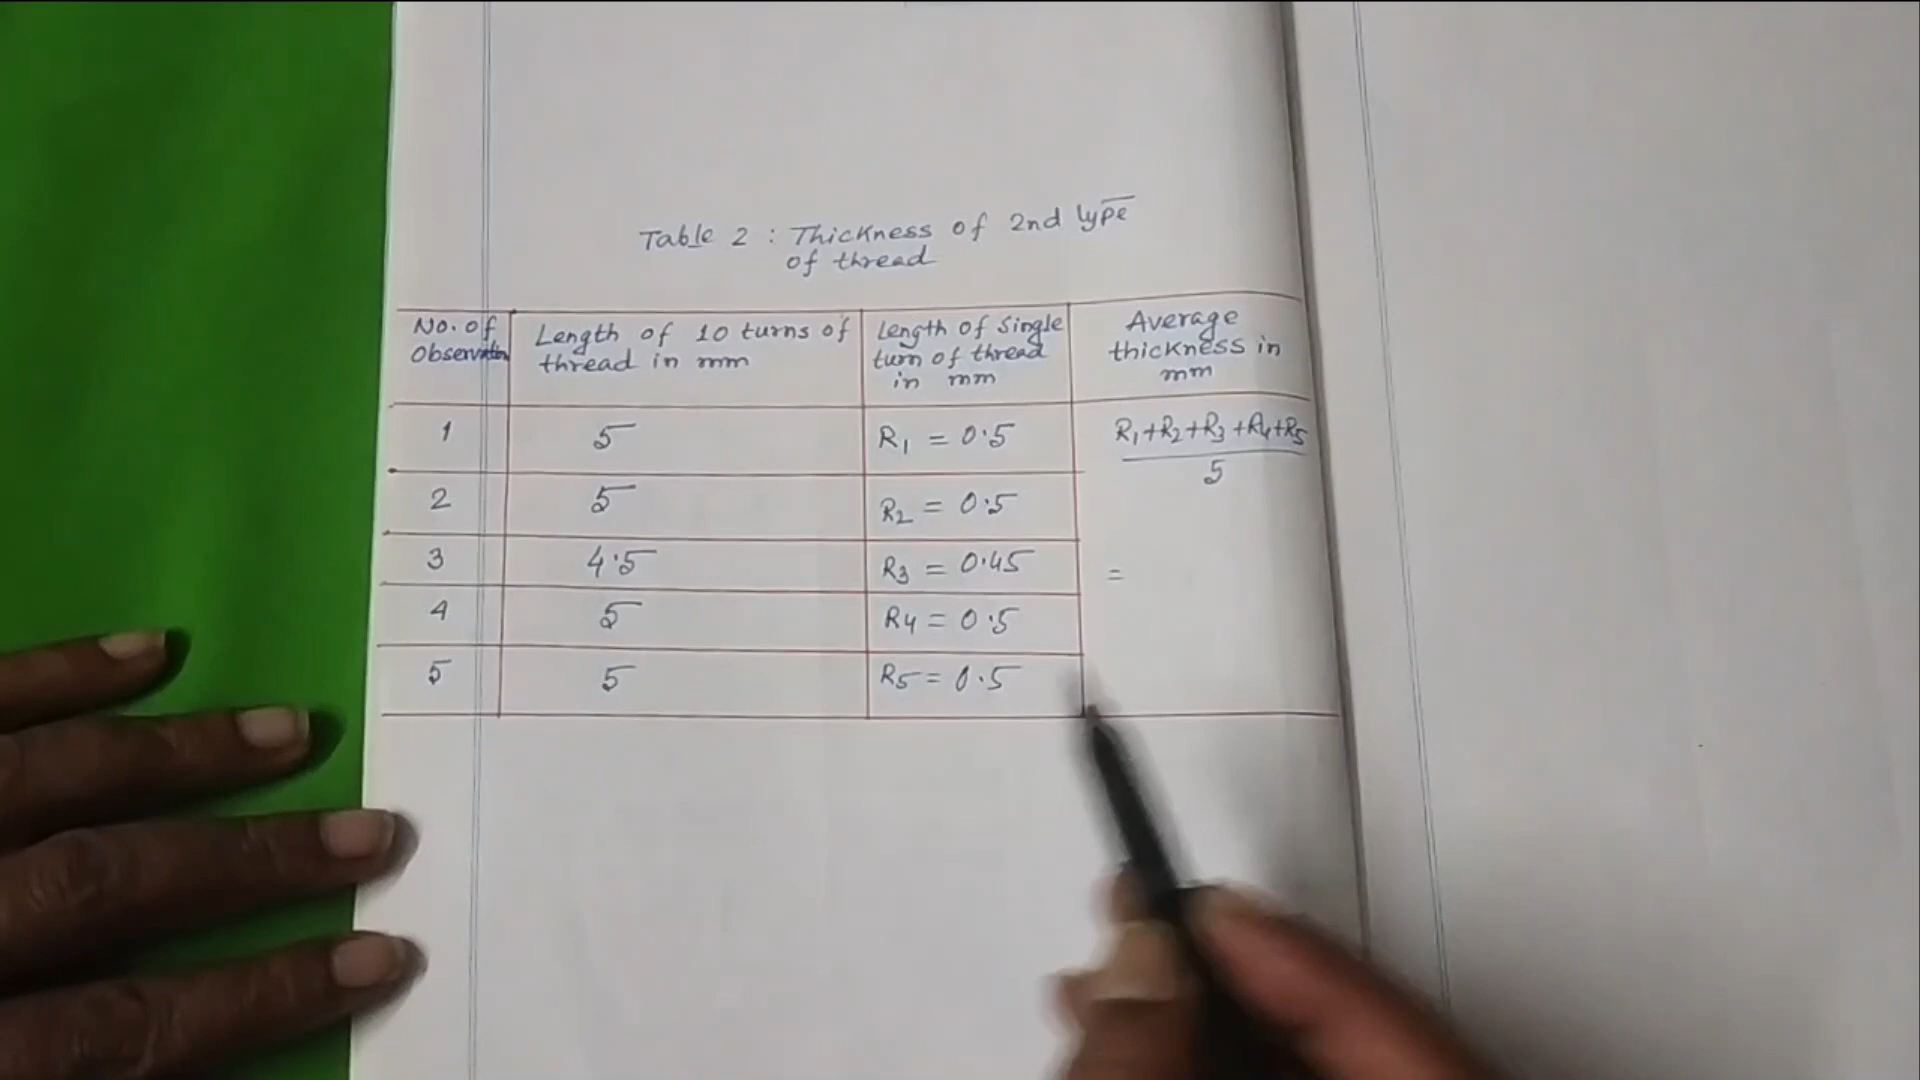 Table 2 : Thickness of 2nd type
of thread
No. of
Observation
Length of 10 turns of
thread in mm
Length of Single
turn of thread
in mm
Average
thickness in
mm
1
5
R1 = 0.5
R1+R2+R3+R4+R5
5
2
5
R2 = 0.5
3
4.5
R3 = 0.45
=
4
5
R4 = 0.5
5
5
R5 = 0.5